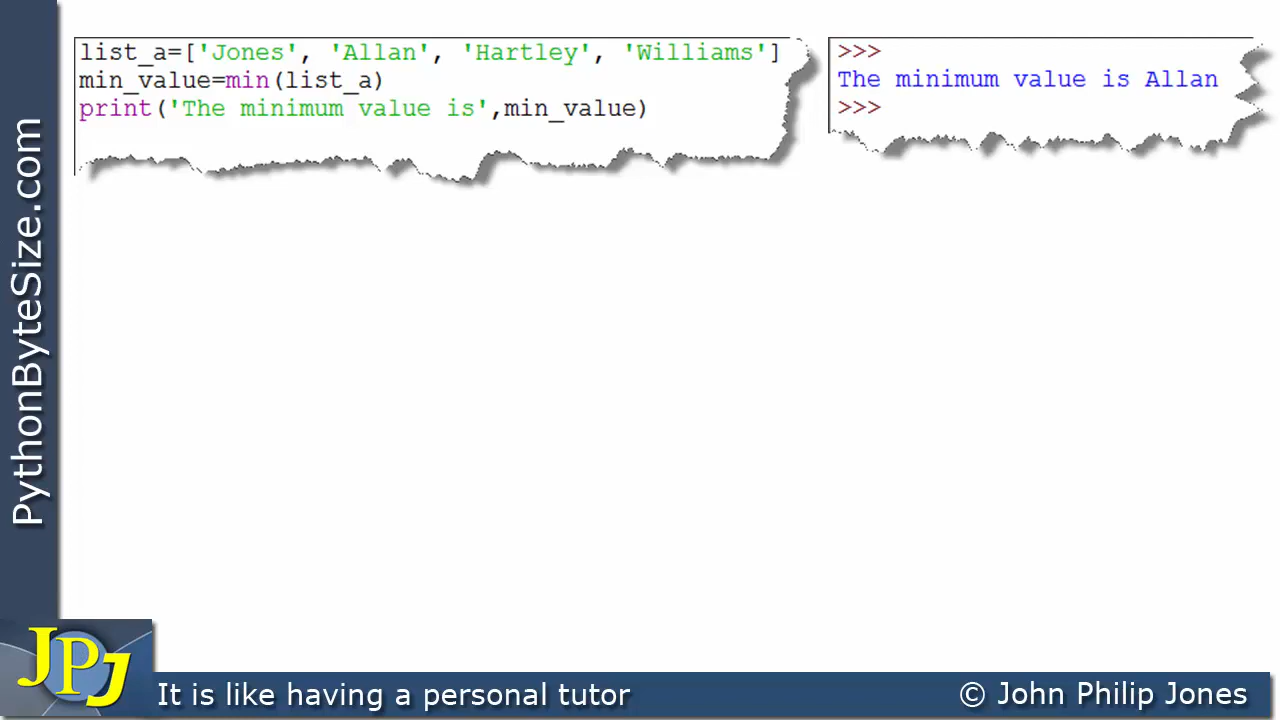 list_a=['Jones', 'Allan', 'Hartley', 'Williams']
min_value=min(list_a)
print('The minimum value is',min_value)
>>>
The minimum value is Allan
>>>
PythonByteSize.com
JPJ
It is like having a personal tutor
© John Philip Jones